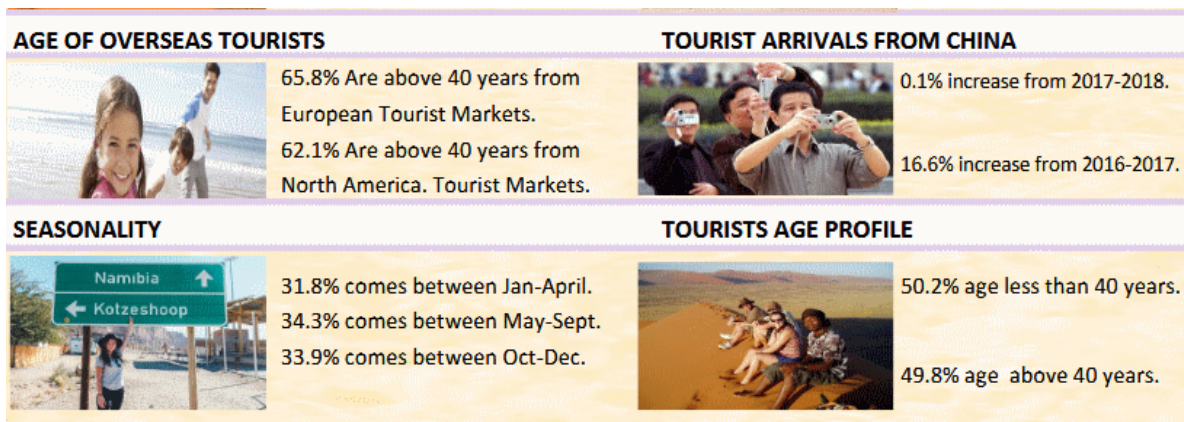 AGE OF OVERSEAS TOURISTS
65.8% Are above 40 years from
European Tourist Markets.
62.1% Are above 40 years from
North America. Tourist Markets.
TOURIST ARRIVALS FROM CHINA
0.1% increase from 2017-2018.
16.6% increase from 2016-2017.
SEASONALITY
Namibia
Kotzeshoop
31.8% comes between Jan-April.
34.3% comes between May-Sept.
33.9% comes between Oct-Dec.
TOURISTS AGE PROFILE
50.2% age less than 40 years.
49.8% age above 40 years.